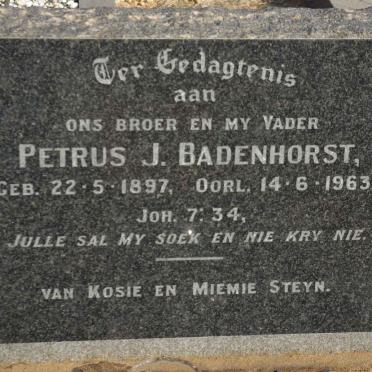 Ter Gedagtenis
aan
ONS BROER EN MY VADER
PETRUS J. BADENHORST,
GEB. 22·5·1897, OORL. 14·6·1963
JOH. 7:34,
JULLE SAL MY SOEK EN NIE KRY NIE.
VAN KOSIE EN MIEMIE STEYN.